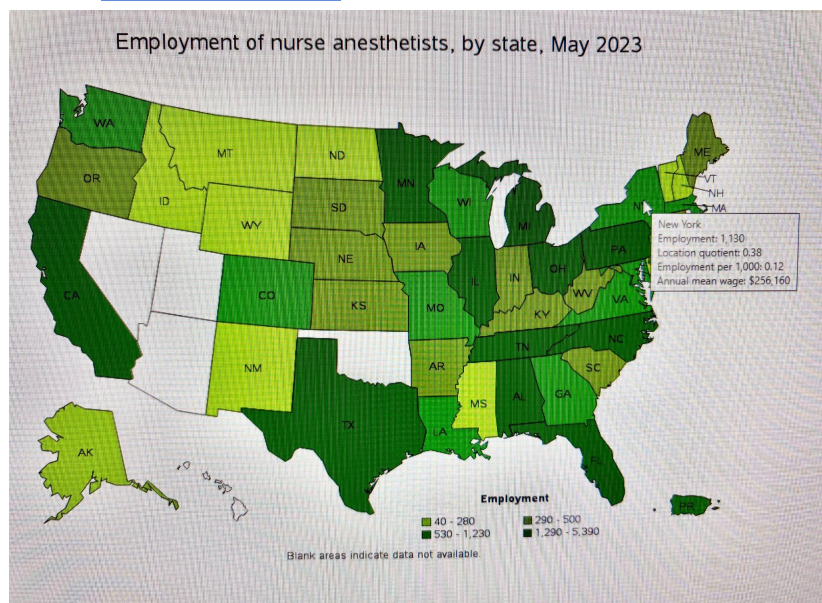 Employment of nurse anesthetists, by state, May 2023
WA
MT
ND
OR
ID
WY
SD
MN
WI
MI
ME
VT
NH
MA
New York
Employment: 1,130
Location quotient: 0.38
Employment per 1,000: 0.12
Annual mean wage: $256,160
IA
NE
IL
IN
OH
PA
CA
CO
KS
MO
KY
WV
VA
NM
AR
TN
NC
SC
MS
AL
GA
TX
LA
FL
AK
PR
Employment
40 - 280
290 - 500
530 - 1,230
1,290 - 5,390
Blank areas indicate data not available.